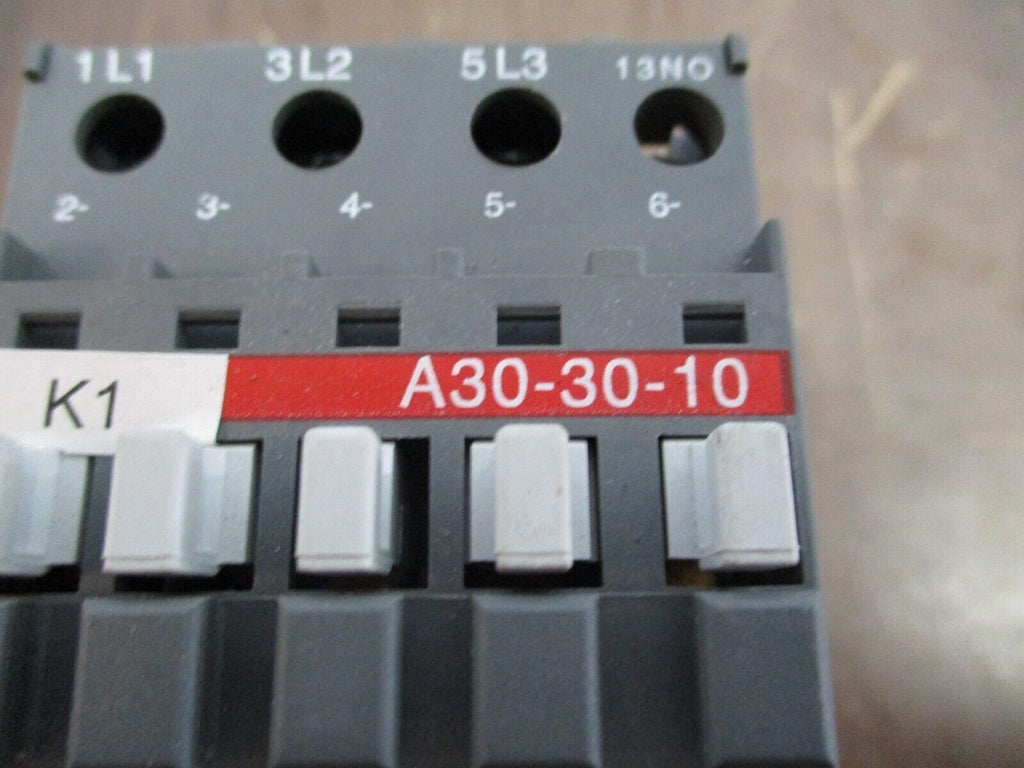 1L1 3L2 5L3 13NO
2- 3- 4- 5- 6-
K1 A30-30-10